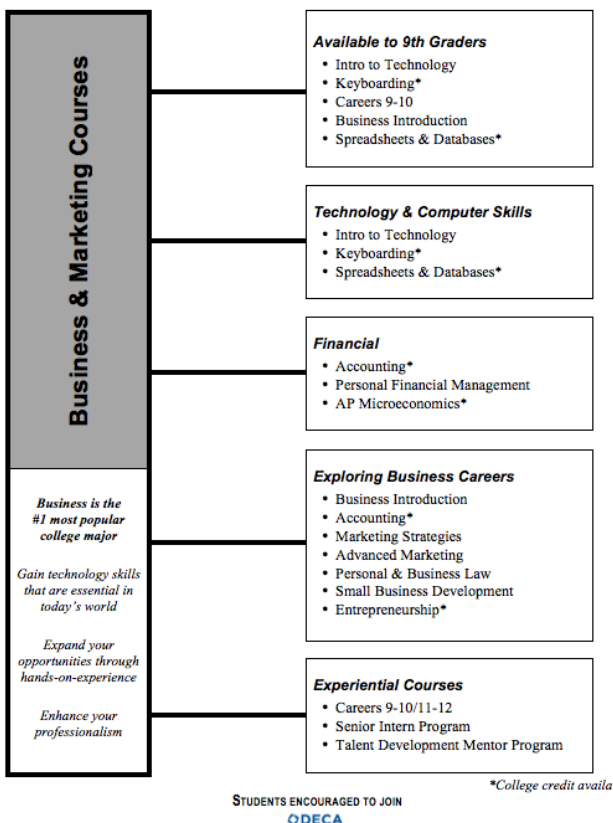 Business & Marketing Courses
Business is the
#1 most popular
college major
Gain technology skills
that are essential in
today's world
Expand your
opportunities through
hands-on-experience
Enhance your
professionalism
Available to 9th Graders
• Intro to Technology
• Keyboarding*
• Careers 9-10
• Business Introduction
• Spreadsheets & Databases*
Technology & Computer Skills
• Intro to Technology
• Keyboarding*
• Spreadsheets & Databases*
Financial
• Accounting*
• Personal Financial Management
• AP Microeconomics*
Exploring Business Careers
• Business Introduction
• Accounting*
• Marketing Strategies
• Advanced Marketing
• Personal & Business Law
• Small Business Development
• Entrepreneurship*
Experiential Courses
• Careers 9-10/11-12
• Senior Intern Program
• Talent Development Mentor Program
*College credit availa
STUDENTS ENCOURAGED TO JOIN
DECA